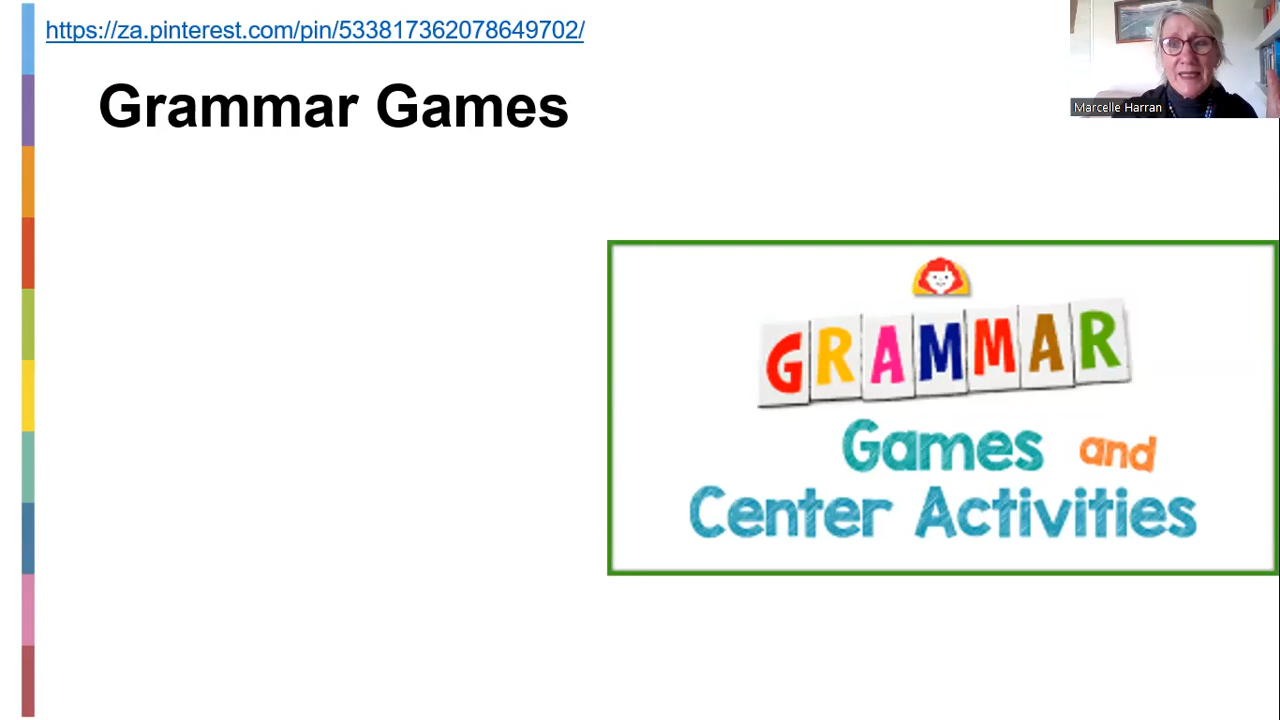 https://za.pinterest.com/pin/533817362078649702/
Grammar Games
Marcelle Harran
GRAMMAR
Games and
Center Activities